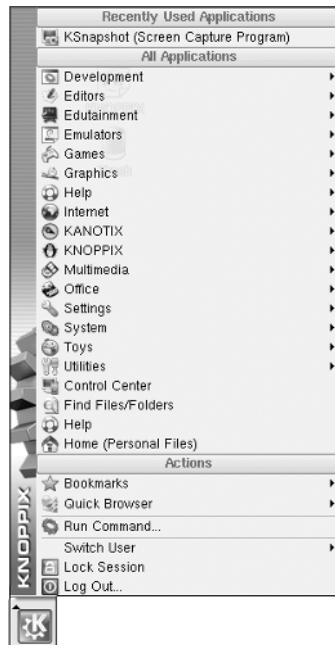 Recently Used Applications
KSnapshot (Screen Capture Program)
All Applications
Development
Editors
Edutainment
Emulators
Games
Graphics
Help
Internet
KANOTIX
KNOPPIX
Multimedia
Office
Settings
System
Toys
Utilities
Control Center
Find Files/Folders
Help
Home (Personal Files)
Actions
Bookmarks
Quick Browser
Run Command...
Switch User
Lock Session
Log Out...
KNOPPIX
K